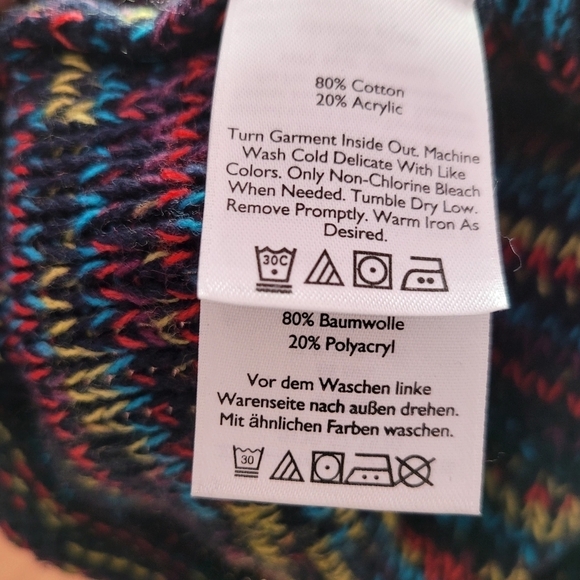 80% Cotton
20% Acrylic
Turn Garment Inside Out. Machine
Wash Cold Delicate With Like
Colors. Only Non-Chlorine Bleach
When Needed. Tumble Dry Low.
Remove Promptly. Warm Iron As
Desired.
30C
80% Baumwolle
20% Polyacryl
Vor dem Waschen linke
Warenseite nach außen drehen.
Mit ähnlichen Farben waschen.
30